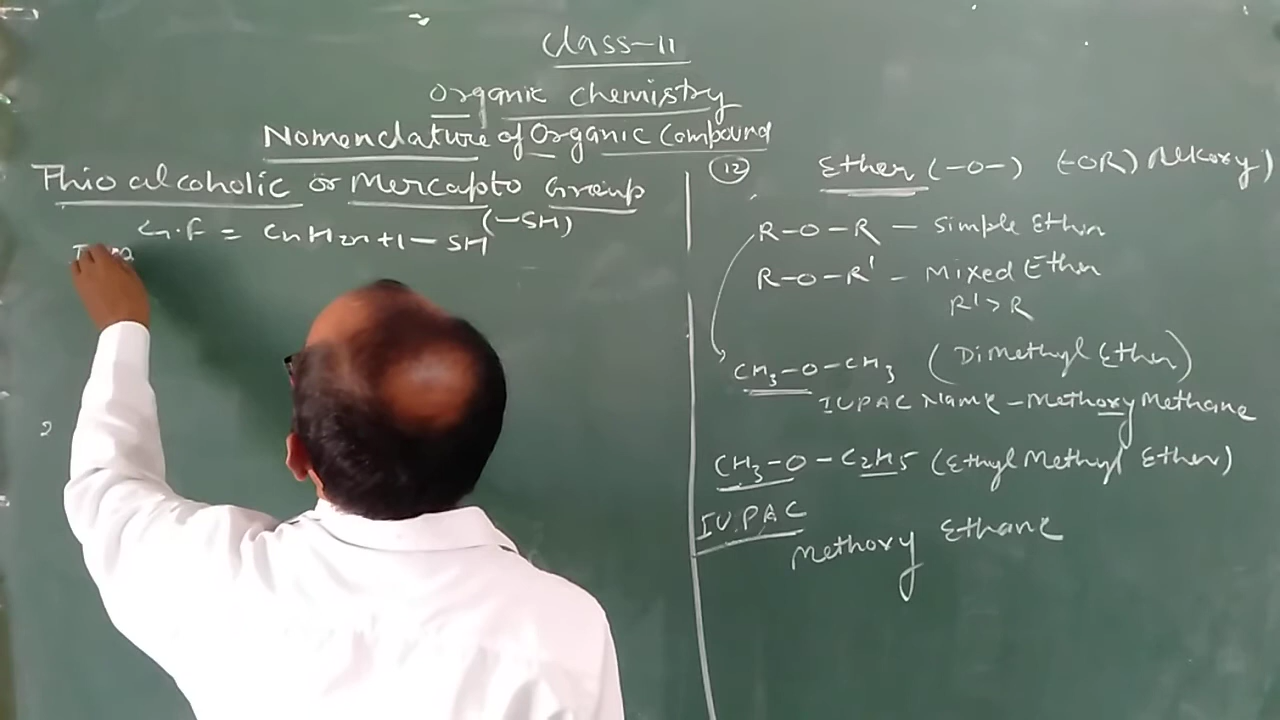 Class-11
Organic Chemistry
Nomenclature of Organic Compound
Thio alcoholic or Mercapto Group
(-SH)
G.F = CnH2n+1-SH
2
(12)
Ether (-O-) (-OR) Alkoxy)
R-O-R - Simple Ether
R-O-R' - Mixed Ether
R'>R
CH3-O-CH3 (Dimethyl Ether)
IUPAC Name - Methoxy Methane
CH3-O-C2H5 (Ethyl Methyl Ether)
IUPAC
Methoxy Ethane